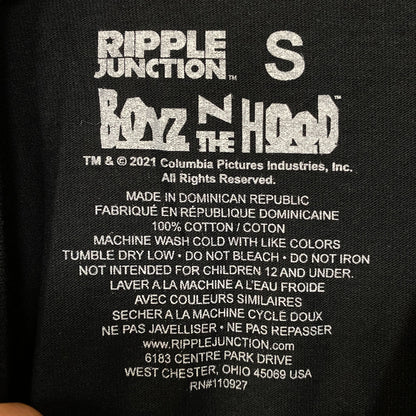 RIPPLE
JUNCTION™ S
BOYZ N THE HOOD™
TM & © 2021 Columbia Pictures Industries, Inc.
All Rights Reserved.
MADE IN DOMINICAN REPUBLIC
FABRIQUÉ EN RÉPUBLIQUE DOMINICAINE
100% COTTON / COTON
MACHINE WASH COLD WITH LIKE COLORS
TUMBLE DRY LOW • DO NOT BLEACH • DO NOT IRON
NOT INTENDED FOR CHILDREN 12 AND UNDER.
LAVER A LA MACHINE A L'EAU FROIDE
AVEC COULEURS SIMILAIRES
SECHER A LA MACHINE CYCLE DOUX
NE PAS JAVELLISER • NE PAS REPASSER
www.RIPPLEJUNCTION.com
6183 CENTRE PARK DRIVE
WEST CHESTER, OHIO 45069 USA
RN#110927